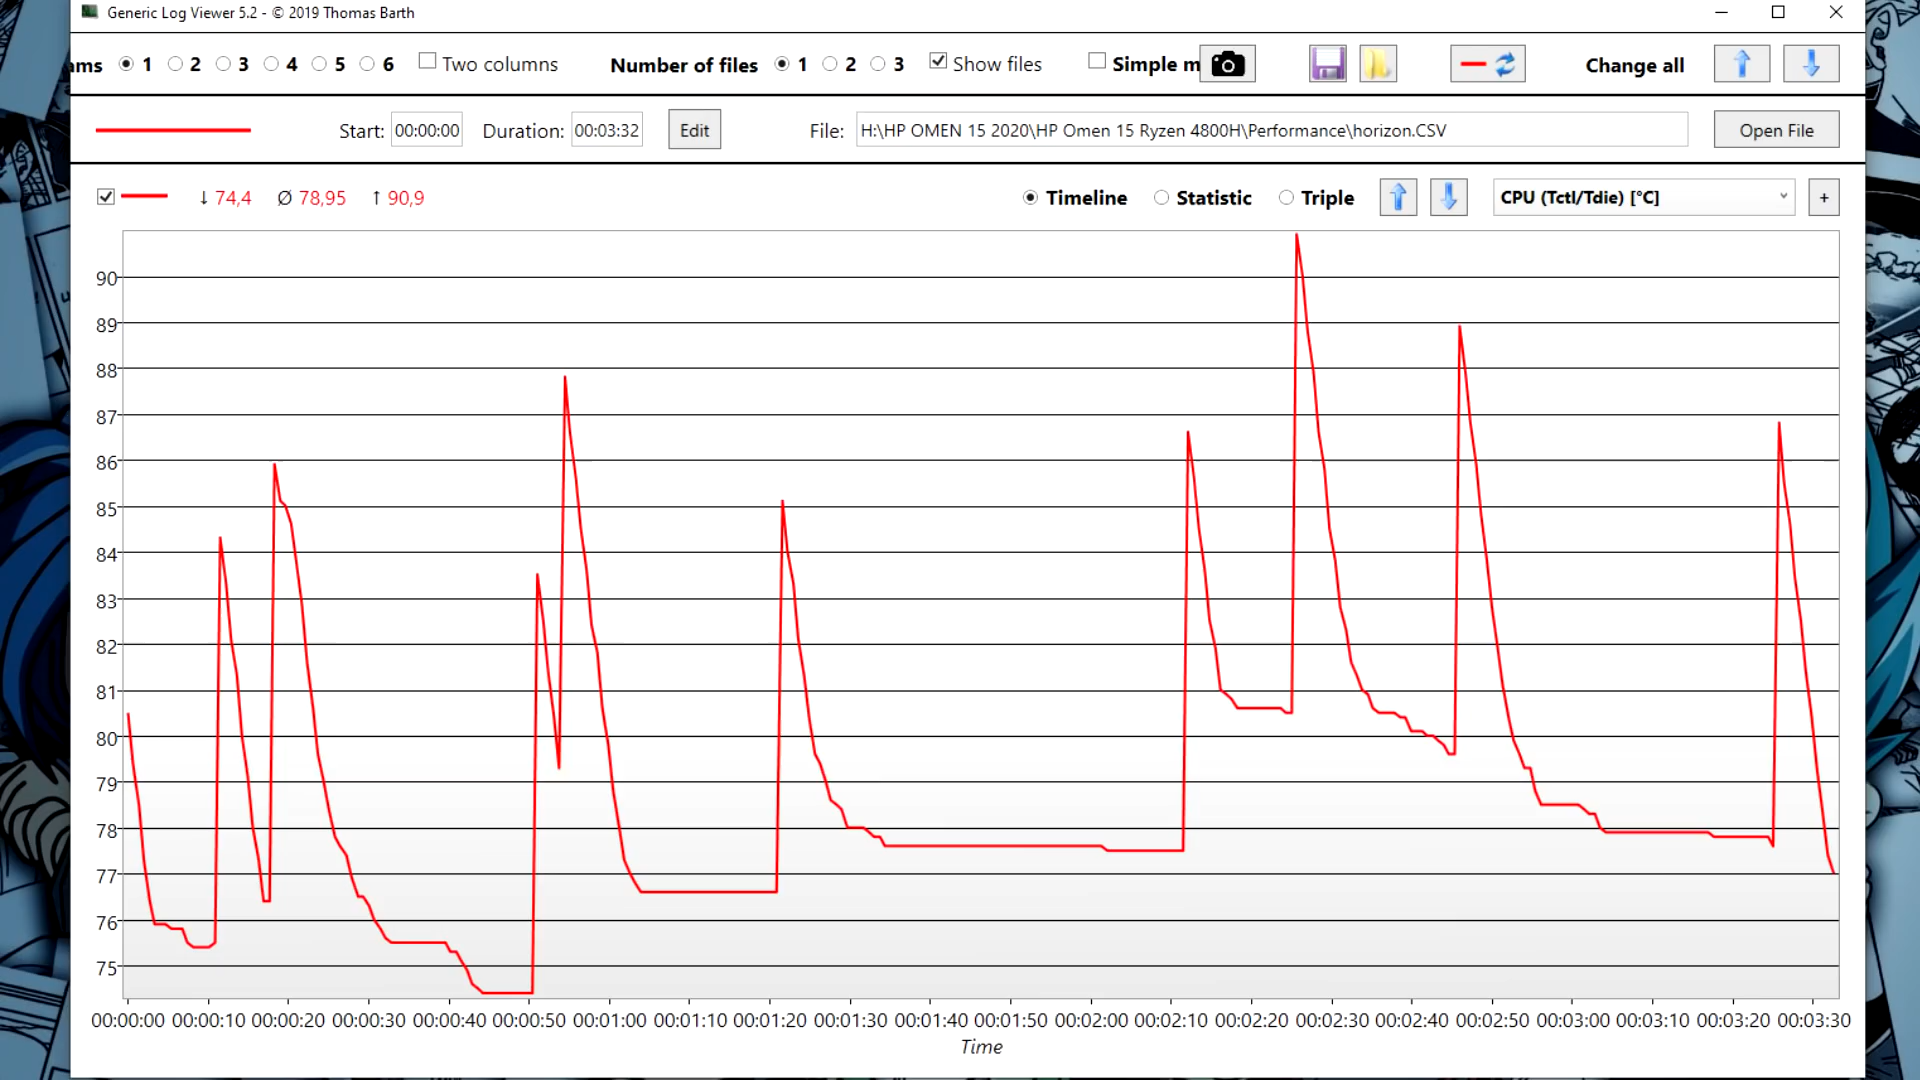 Generic Log Viewer 5.2 - © 2019 Thomas Barth
ams 1 2 3 4 5 6 Two columns Number of files 1 2 3 Show files Simple m Change all
Start: 00:00:00 Duration: 00:03:32 Edit File: H:\HP OMEN 15 2020\HP Omen 15 Ryzen 4800H\Performance\horizon.CSV Open File
↓ 74,4 Ø 78,95 ↑ 90,9 Timeline Statistic Triple CPU (Tctl/Tdie) [°C] +
90
89
88
87
86
85
84
83
82
81
80
79
78
77
76
75
00:00:00 00:00:10 00:00:20 00:00:30 00:00:40 00:00:50 00:01:00 00:01:10 00:01:20 00:01:30 00:01:40 00:01:50 00:02:00 00:02:10 00:02:20 00:02:30 00:02:40 00:02:50 00:03:00 00:03:10 00:03:20 00:03:30
Time